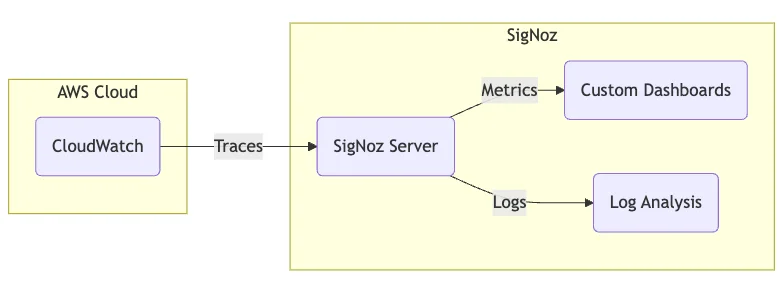 SigNoz
AWS Cloud
Metrics
Custom Dashboards
CloudWatch
Traces
SigNoz Server
Logs
Log Analysis